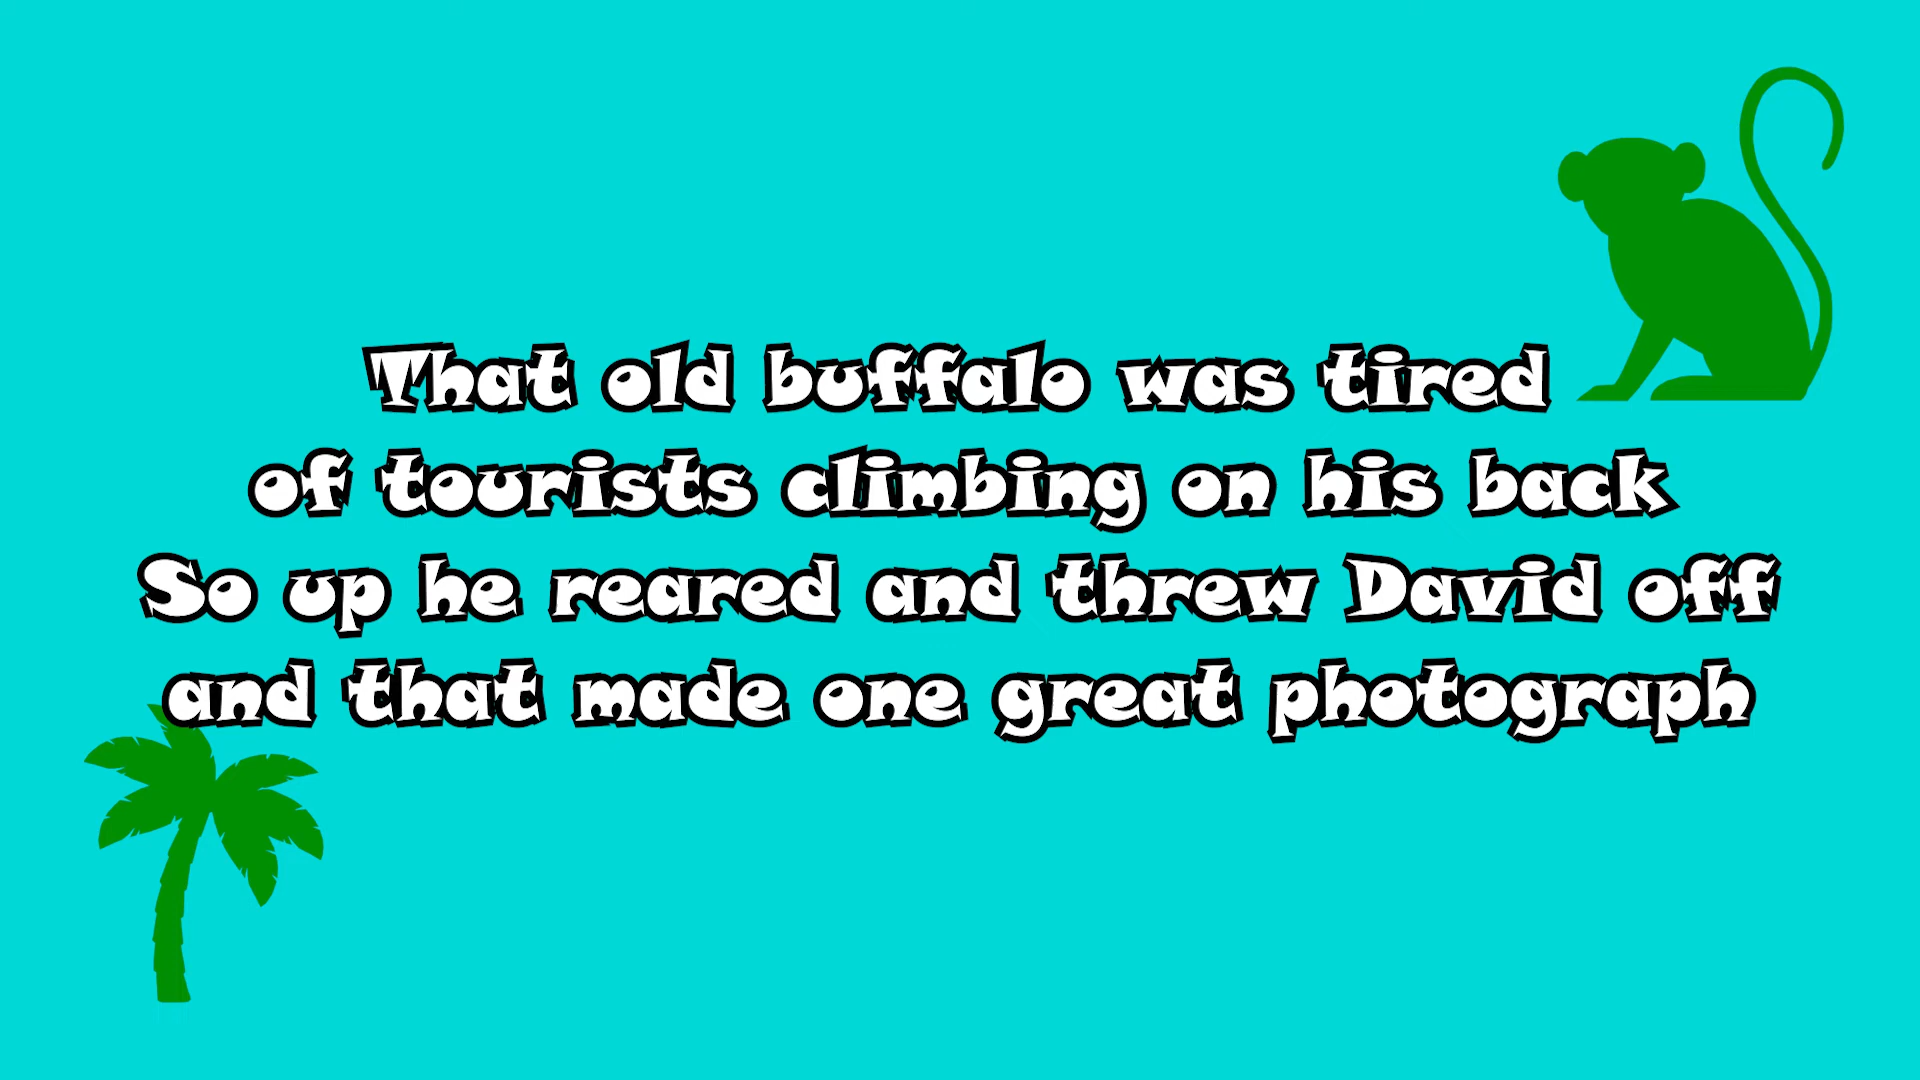 That old buffalo was tired
of tourists climbing on his back
So up he reared and threw David off
and that made one great photograph